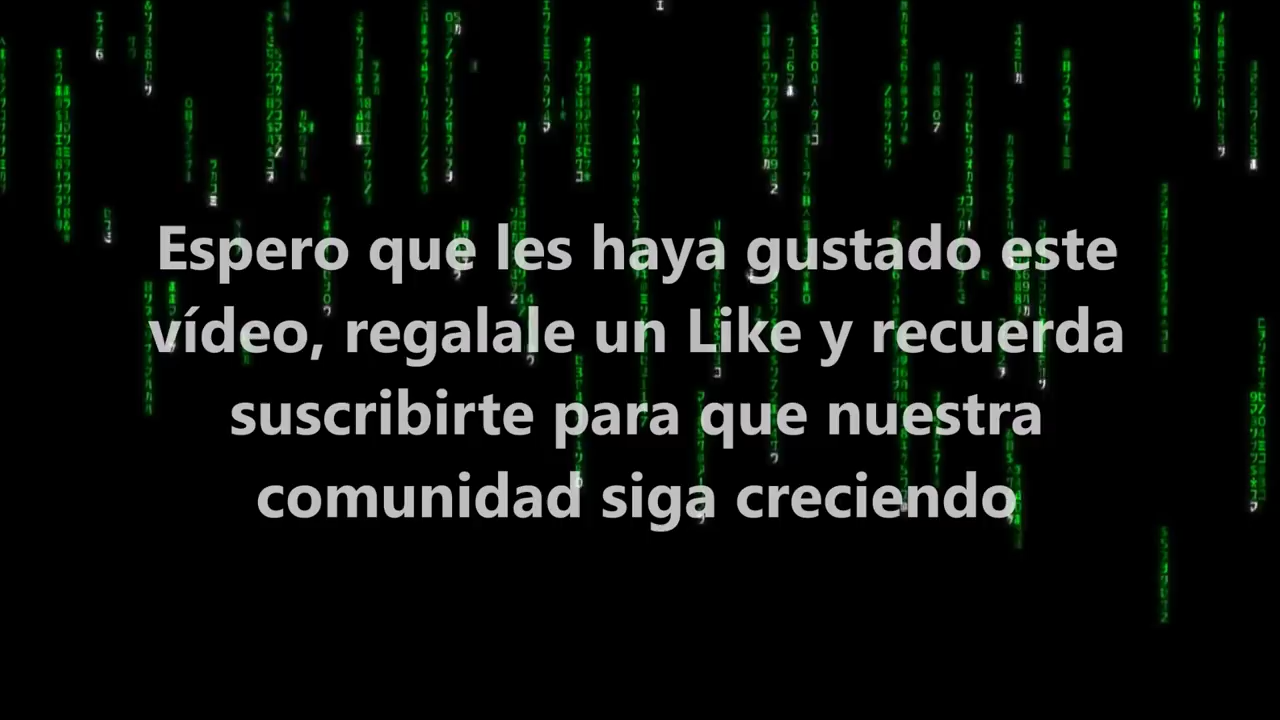 Espero que les haya gustado este
vídeo, regalale un Like y recuerda
suscribirte para que nuestra
comunidad siga creciendo